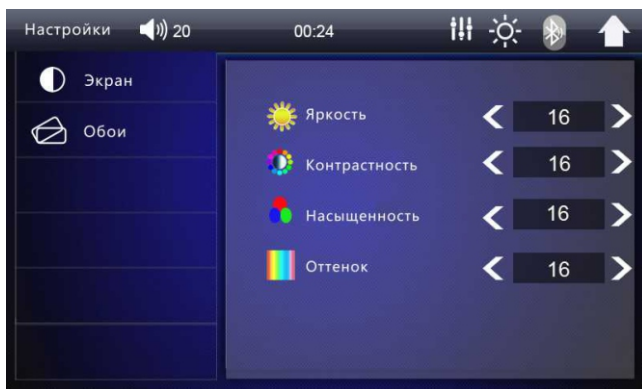 Настройки 20 00:24
Экран
Обои
Яркость 16
Контрастность 16
Насыщенность 16
Оттенок 16